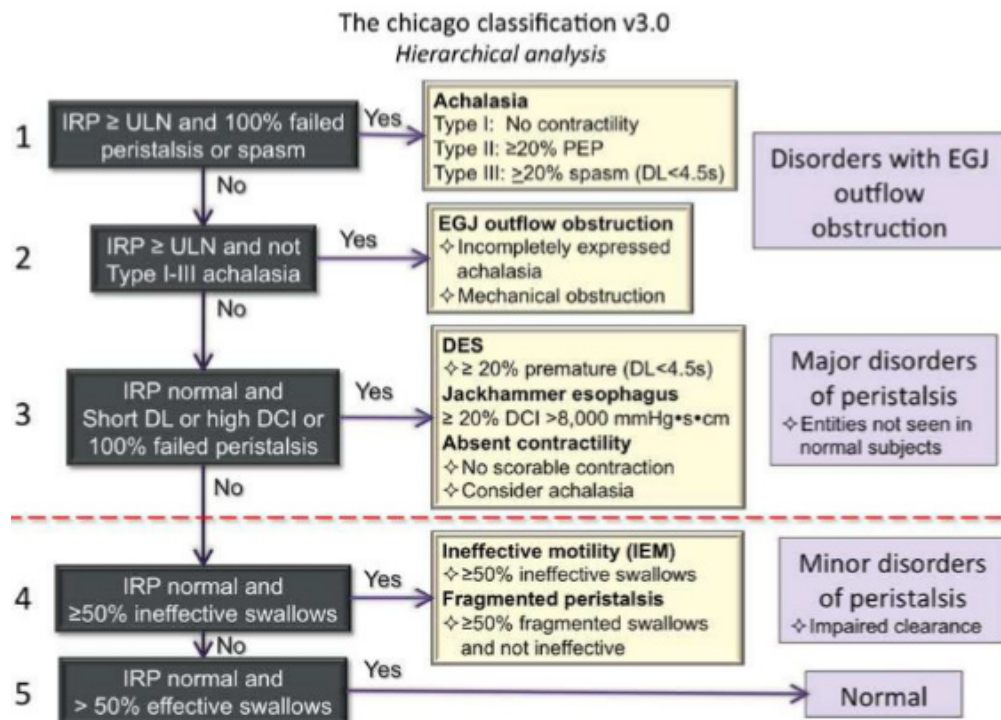 The chicago classification v3.0
Hierarchical analysis
1
IRP ≥ ULN and 100% failed
peristalsis or spasm
Yes
No
Achalasia
Type I: No contractility
Type II: ≥20% PEP
Type III: ≥20% spasm (DL<4.5s)
Disorders with EGJ
outflow
obstruction
2
IRP ≥ ULN and not
Type I-III achalasia
Yes
No
EGJ outflow obstruction
✧Incompletely expressed
achalasia
✧Mechanical obstruction
3
IRP normal and
Short DL or high DCI or
100% failed peristalsis
Yes
No
DES
✧≥ 20% premature (DL<4.5s)
Jackhammer esophagus
≥ 20% DCI >8,000 mmHg•s•cm
Absent contractility
✧No scorable contraction
✧Consider achalasia
Major disorders
of peristalsis
✧Entities not seen in
normal subjects
4
IRP normal and
≥50% ineffective swallows
Yes
No
Ineffective motility (IEM)
✧≥50% ineffective swallows
Fragmented peristalsis
✧≥50% fragmented swallows
and not ineffective
Minor disorders
of peristalsis
✧Impaired clearance
5
IRP normal and
> 50% effective swallows
Yes
Normal